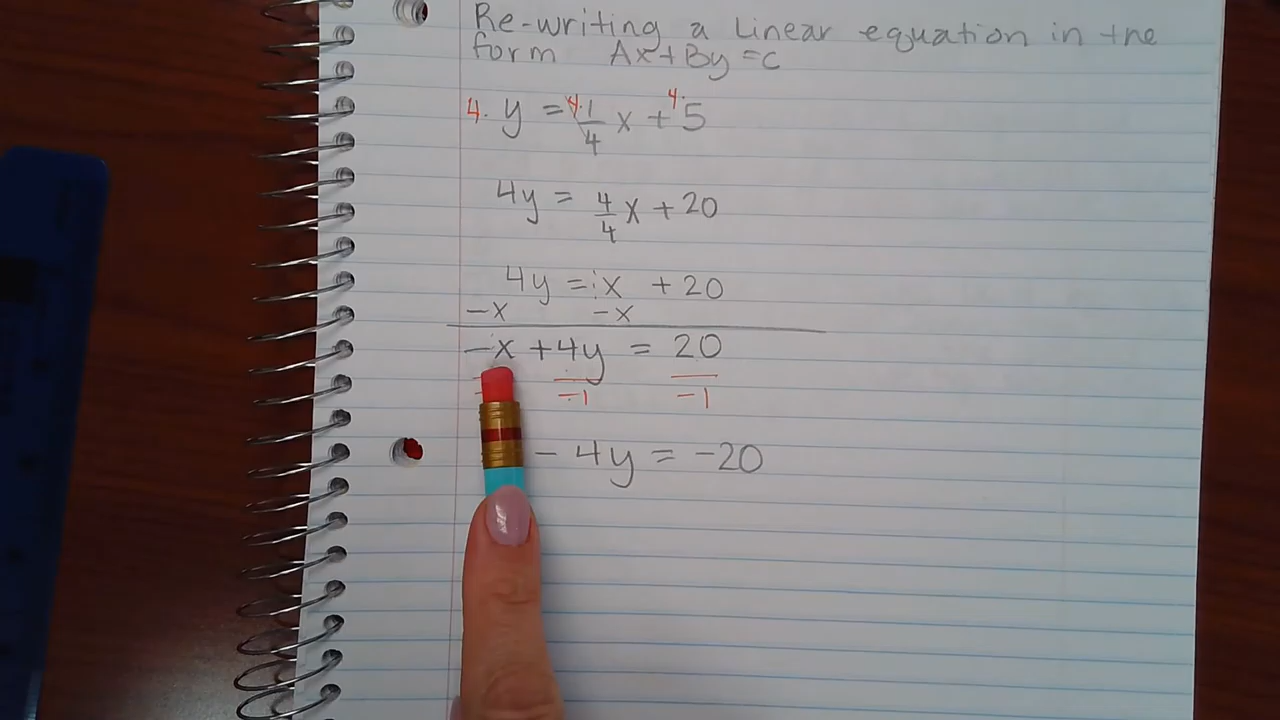 Re-writing a Linear equation in the
form Ax+By=C
4. y = 4. 1/4 x + 4. 5
4y = 4/4 x + 20
4y = x + 20
-x -x
-x + 4y = 20
-1 -1
- 4y = -20